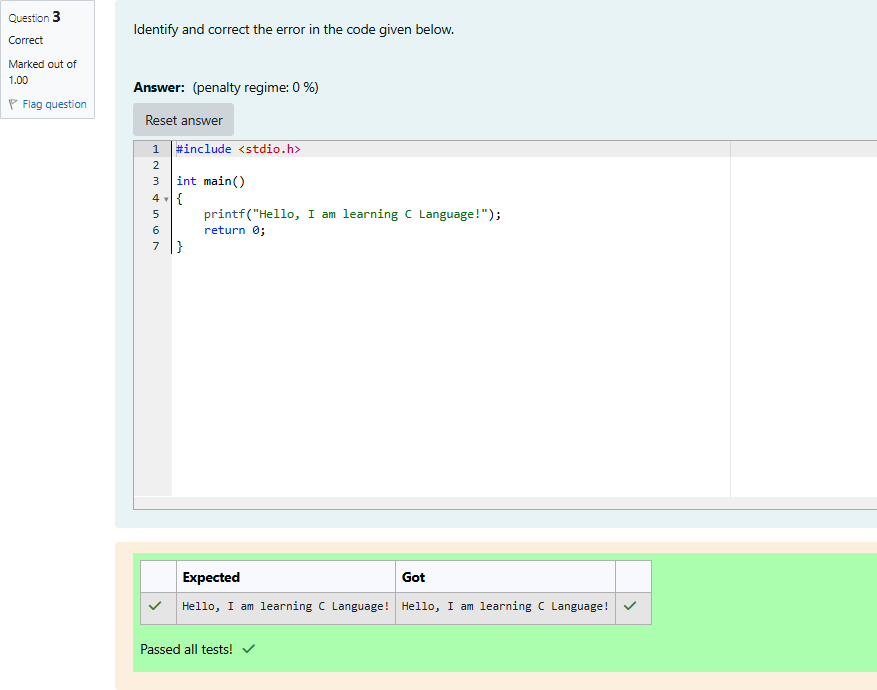 Question 3
Correct
Marked out of
1.00
Flag question
Identify and correct the error in the code given below.
Answer: (penalty regime: 0 %)
Reset answer
1 #include <stdio.h>
2
3 int main()
4 {
5     printf("Hello, I am learning C Language!");
6     return 0;
7 }
Expected Got
Hello, I am learning C Language! Hello, I am learning C Language!
Passed all tests!